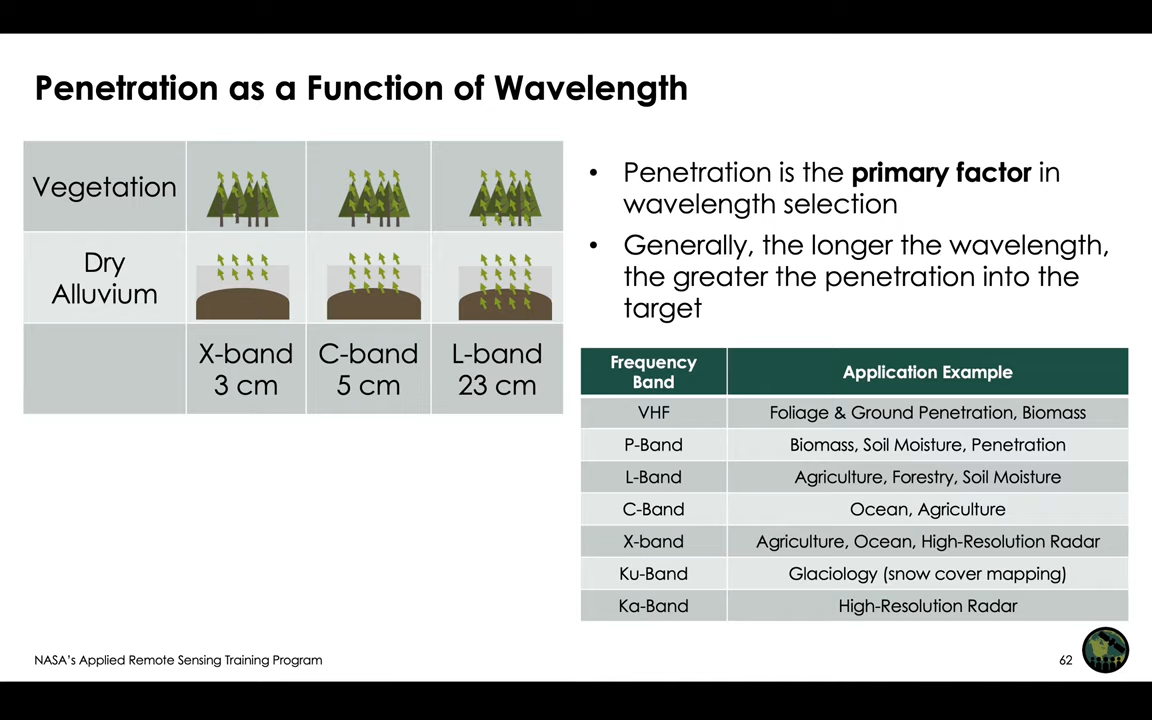 Penetration as a Function of Wavelength
Vegetation
Dry
Alluvium
X-band
3 cm
C-band
5 cm
L-band
23 cm
• Penetration is the primary factor in
wavelength selection
• Generally, the longer the wavelength,
the greater the penetration into the
target
Frequency
Band
Application Example
VHF
Foliage & Ground Penetration, Biomass
P-Band
Biomass, Soil Moisture, Penetration
L-Band
Agriculture, Forestry, Soil Moisture
C-Band
Ocean, Agriculture
X-band
Agriculture, Ocean, High-Resolution Radar
Ku-Band
Glaciology (snow cover mapping)
Ka-Band
High-Resolution Radar
NASA's Applied Remote Sensing Training Program
62